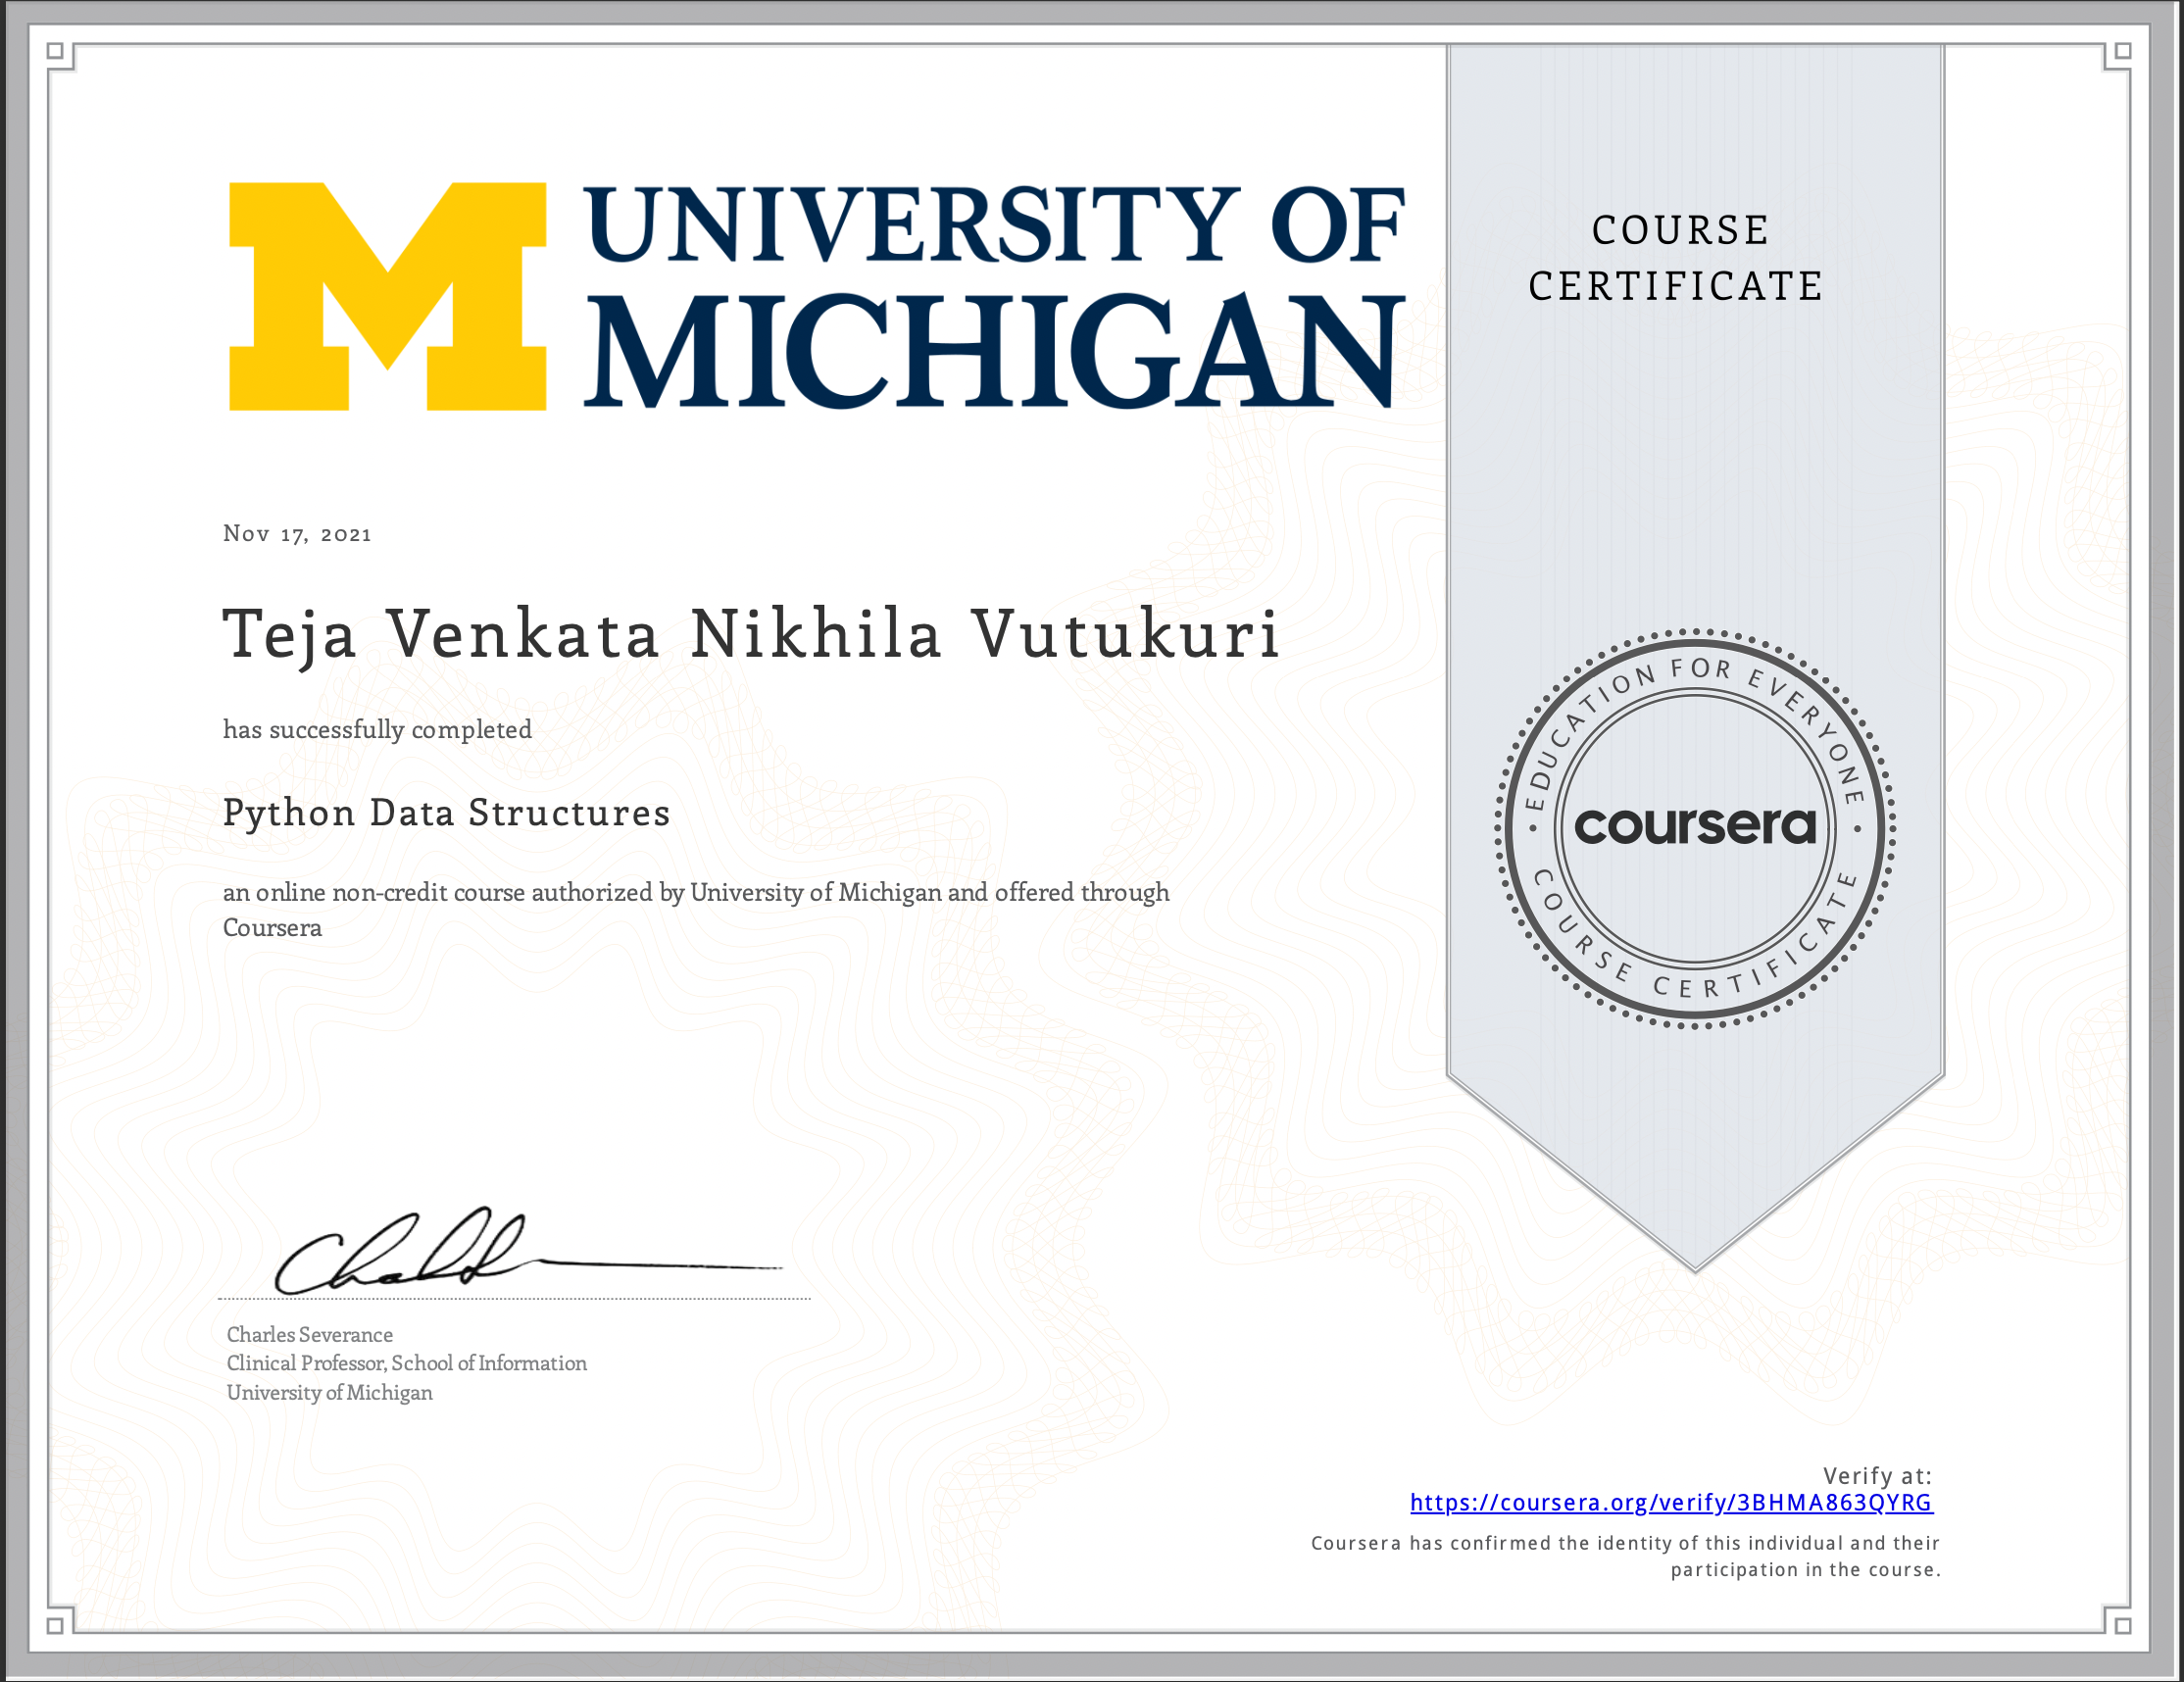 M UNIVERSITY OF
MICHIGAN
COURSE
CERTIFICATE
Nov 17, 2021
Teja Venkata Nikhila Vutukuri
has successfully completed
Python Data Structures
an online non-credit course authorized by University of Michigan and offered through
Coursera
EDUCATION FOR EVERYONE
coursera
COURSE CERTIFICATE
Charles Severance
Clinical Professor, School of Information
University of Michigan
Verify at:
https://coursera.org/verify/3BHMA863QYRG
Coursera has confirmed the identity of this individual and their
participation in the course.